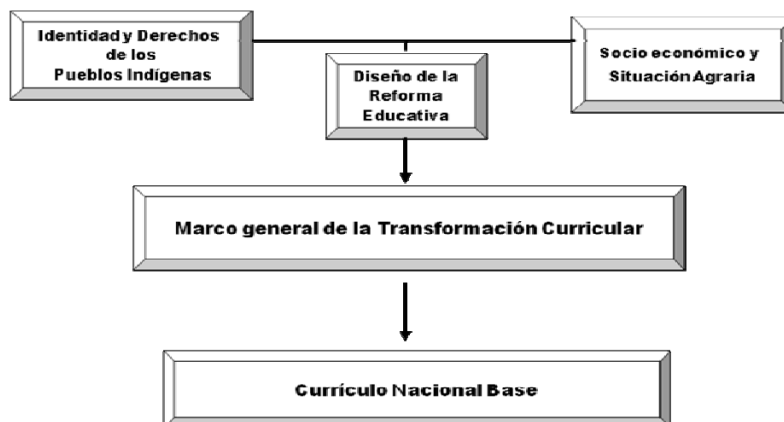 Identidad y Derechos
de los
Pueblos Indígenas
Socio económico y
Situación Agraria
Diseño de la
Reforma
Educativa
Marco general de la Transformación Curricular
Currículo Nacional Base